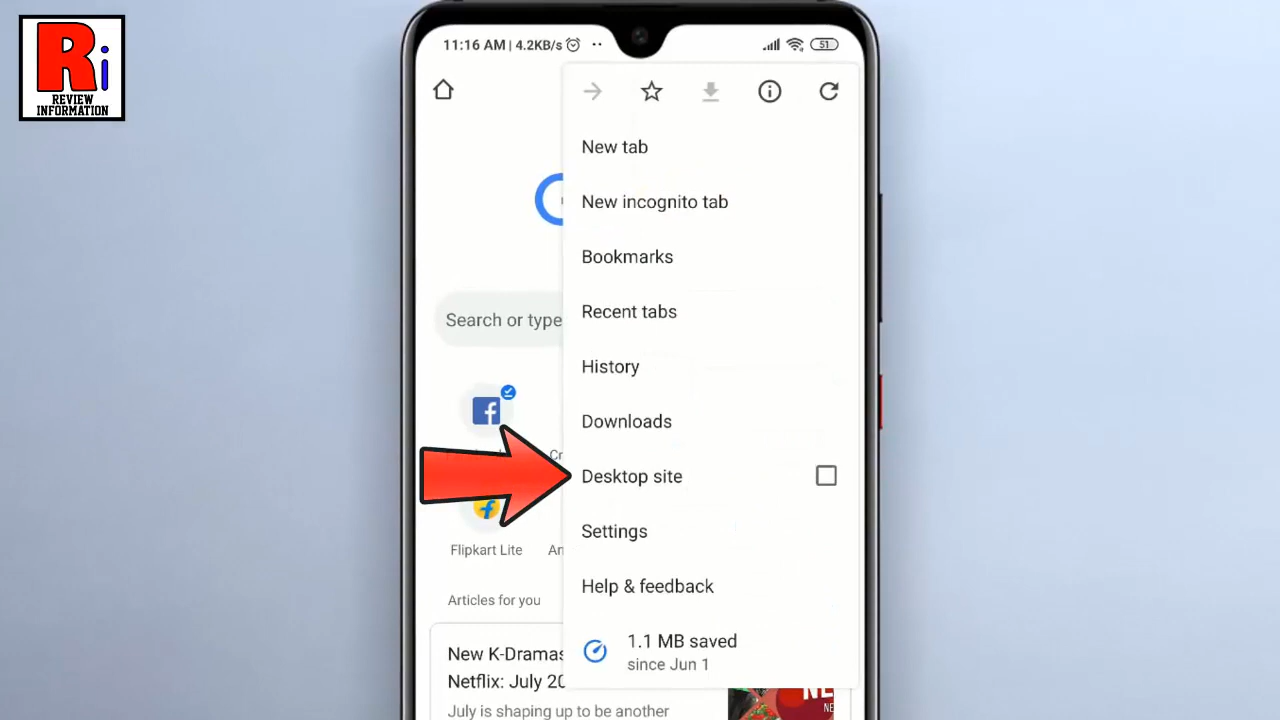 Ri
REVIEW
INFORMATION
11:16 AM | 4.2KB/s
51
New tab
New incognito tab
Bookmarks
Recent tabs
History
Downloads
Desktop site
Settings
Help & feedback
1.1 MB saved
since Jun 1
Search or type
Flipkart Lite
Articles for you
New K-Dramas
Netflix: July 20
July is shaping up to be another
NE
NE